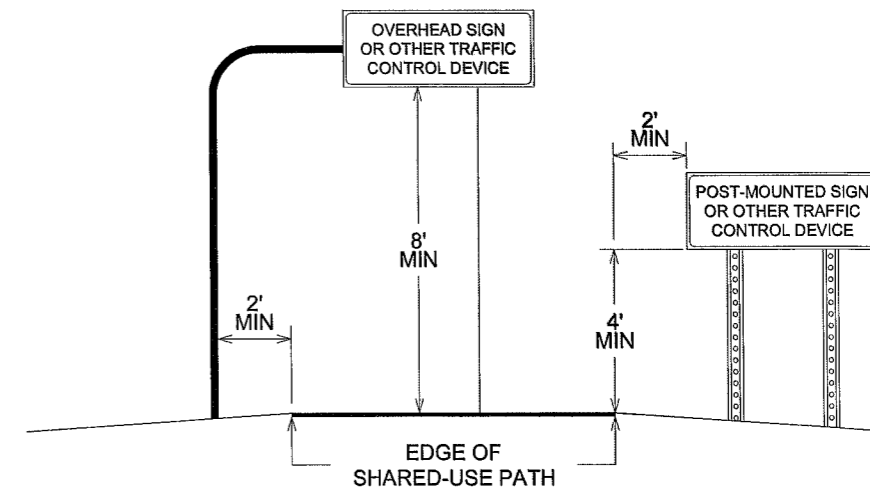 OVERHEAD SIGN
OR OTHER TRAFFIC
CONTROL DEVICE
2'
MIN
POST-MOUNTED SIGN
OR OTHER TRAFFIC
CONTROL DEVICE
8'
MIN
2'
MIN
4'
MIN
EDGE OF
SHARED-USE PATH